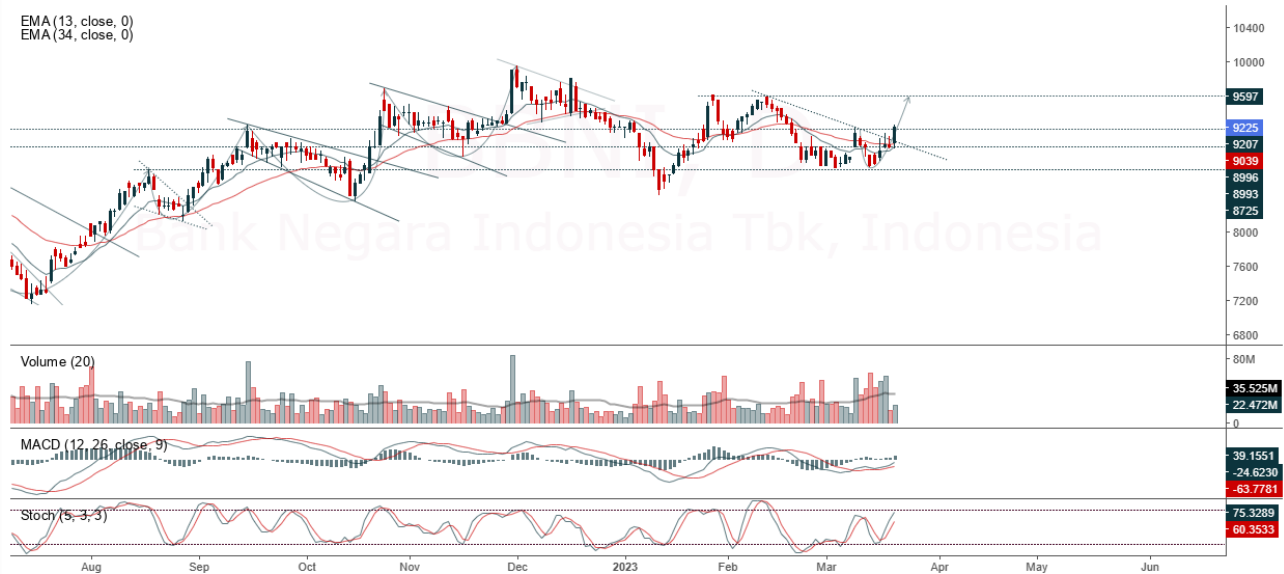 EMA (13, close, 0)
EMA (34, close, 0)
10400
10000
9597
9225
9207
9039
8996
8993
8725
8000
7600
7200
6800
Bank Negara Indonesia Tbk, Indonesia
Volume (20)
80M
35.525M
22.472M
0
MACD (12, 26, close, 9)
39.1551
-24.6230
-63.7781
Stoch (5, 3, 3)
75.3289
60.3533
Aug Sep Oct Nov Dec 2023 Feb Mar Apr May Jun